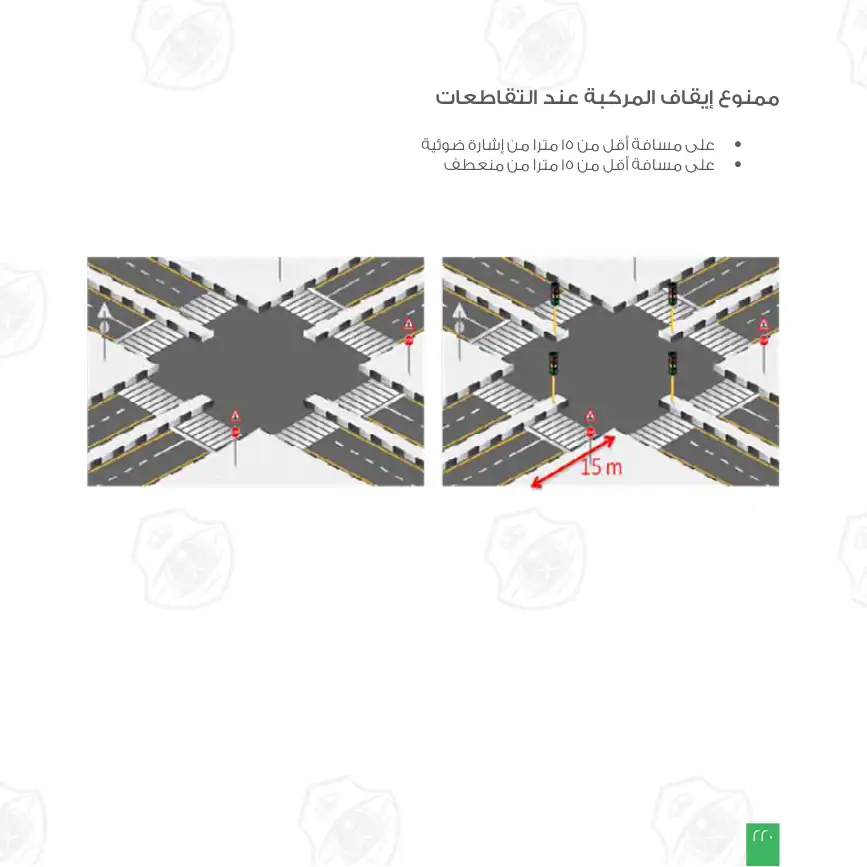 ممنوع إيقاف المركبة عند التقاطعات
• على مسافة أقل من ١٥ مترا من إشارة ضوئية
• على مسافة أقل من ١٥ مترا من منعطف
15 m
٢٢٠